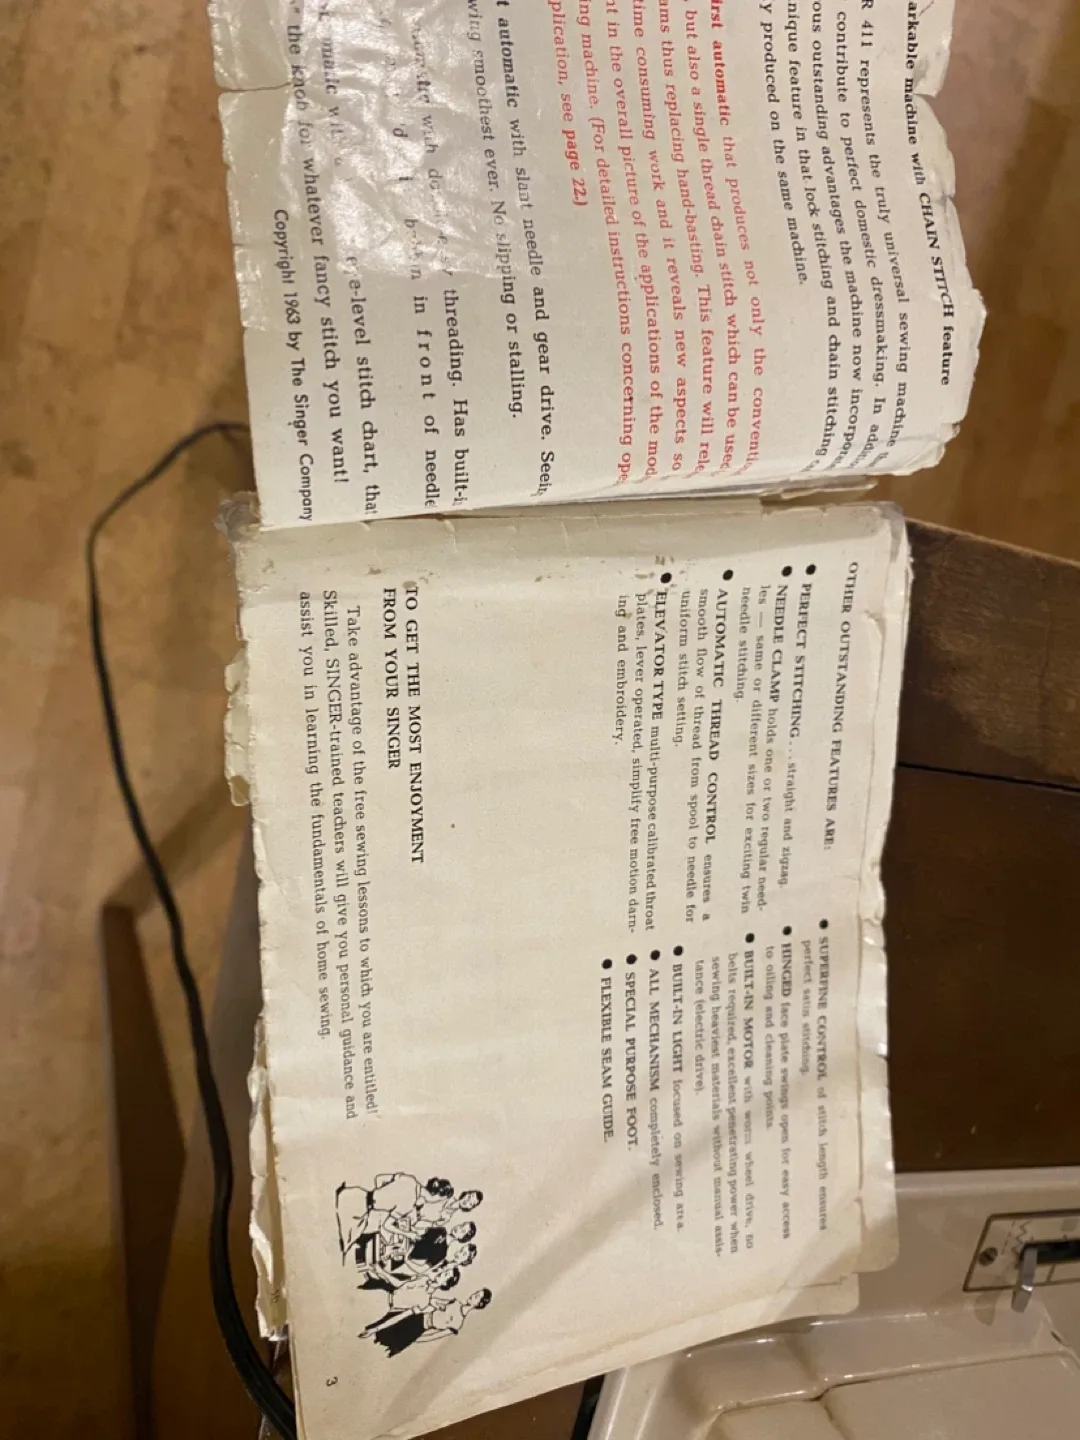 arkable machine with CHAIN STITCH feature
R 411 represents the truly universal sewing machine
contribute to perfect domestic dressmaking. In
rous outstanding advantages the machine now
nique feature in that lock stitching and chain stitching
y produced on the same machine.
irst automatic that produces not only the
, but also a single thread chain stitch which can be used
ams thus replacing hand-basting. This feature will
time consuming work and it reveals new aspects so
nt in the overall picture of the applications of the
ing machine. (For detailed instructions concerning
plication, see page 22.)
t automatic with slant needle and gear drive.
wing smoothest ever. No slipping or stalling.
with threading. Has built-i
in front of needle
a-level stitch chart, that
the knob for whatever fancy stitch you want!
Copyright 1963 by The Singer Company
OTHER OUTSTANDING FEATURES ARE:
● PERFECT STITCHING . . . straight and zigzag.
● NEEDLE CLAMP holds one or two regular need-
les — same or different sizes for exciting twin
needle stitching.
● AUTOMATIC THREAD CONTROL ensures a
smooth flow of thread from spool to needle for
uniform stitch setting.
● ELEVATOR TYPE multi-purpose calibrated throat
plates, lever operated, simplify free motion darn-
ing and embroidery.
● SUPERFINE CONTROL of stitch length ensures
perfect satin stitching.
● HINGED face plate swings open for easy access
to oiling and cleaning points.
● BUILT-IN MOTOR with worm wheel drive, no
belts required, excellent penetrating power when
sewing heaviest materials without manual assis-
tance (electric drive).
● BUILT-IN LIGHT focused on sewing area.
● ALL MECHANISM completely enclosed.
● SPECIAL PURPOSE FOOT.
● FLEXIBLE SEAM GUIDE.
TO GET THE MOST ENJOYMENT
FROM YOUR SINGER
Take advantage of the free sewing lessons to which you are entitled!
Skilled, SINGER-trained teachers will give you personal guidance and
assist you in learning the fundamentals of home sewing.
3